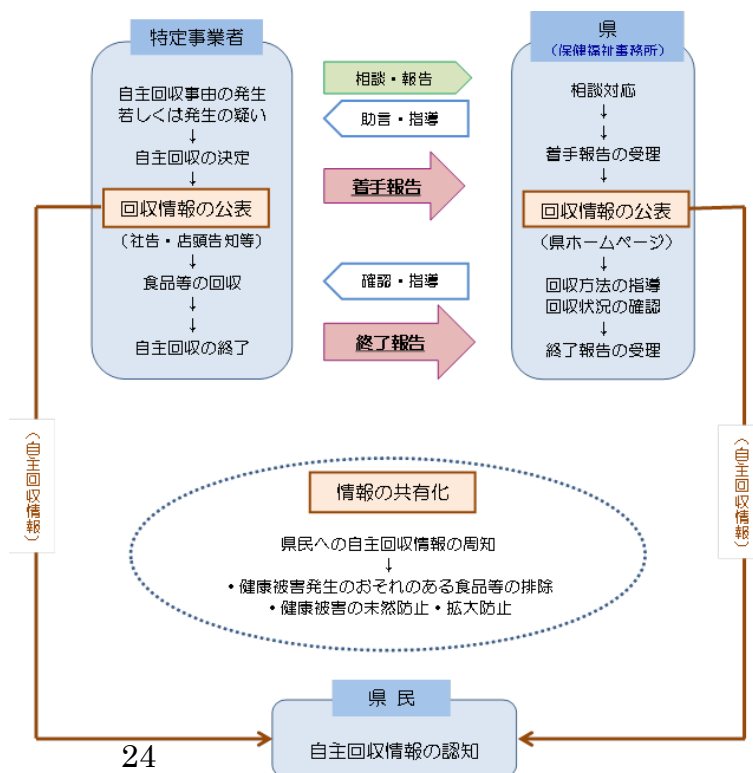 特定事業者
自主回収事由の発生
若しくは発生の疑い
↓
自主回収の決定
↓
回収情報の公表
(社告・店頭告知等)
↓
食品等の回収
↓
↓
自主回収の終了
相談・報告
助言・指導
着手報告
確認・指導
終了報告
県
(保健福祉事務所)
相談対応
↓
↓
着手報告の受理
↓
回収情報の公表
(県ホームページ)
↓
回収方法の指導
回収状況の確認
↓
終了報告の受理
(自主回収情報)
(自主回収情報)
情報の共有化
県民への自主回収情報の周知
↓
・健康被害発生のおそれのある食品等の排除
・健康被害の未然防止・拡大防止
県 民
自主回収情報の認知
24